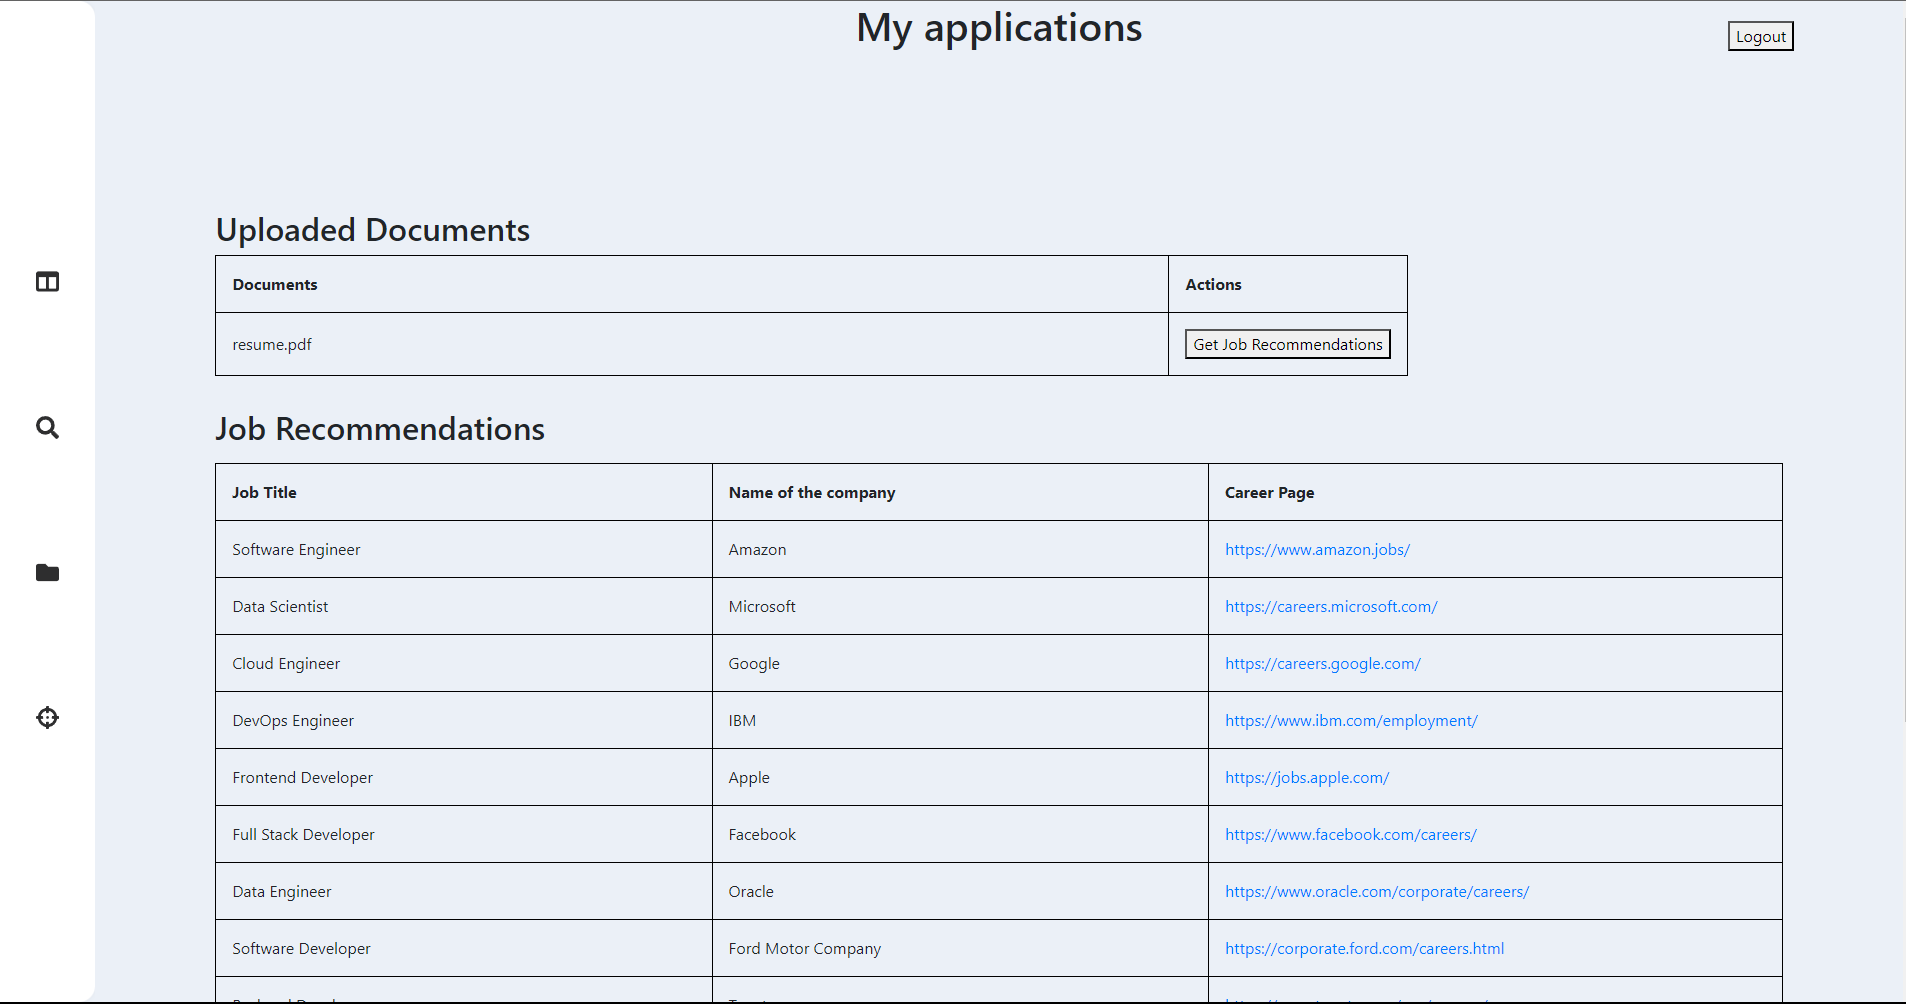 My applications
Logout
Uploaded Documents
Documents Actions
resume.pdf Get Job Recommendations
Job Recommendations
Job Title Name of the company Career Page
Software Engineer Amazon https://www.amazon.jobs/
Data Scientist Microsoft https://careers.microsoft.com/
Cloud Engineer Google https://careers.google.com/
DevOps Engineer IBM https://www.ibm.com/employment/
Frontend Developer Apple https://jobs.apple.com/
Full Stack Developer Facebook https://www.facebook.com/careers/
Data Engineer Oracle https://www.oracle.com/corporate/careers/
Software Developer Ford Motor Company https://corporate.ford.com/careers.html